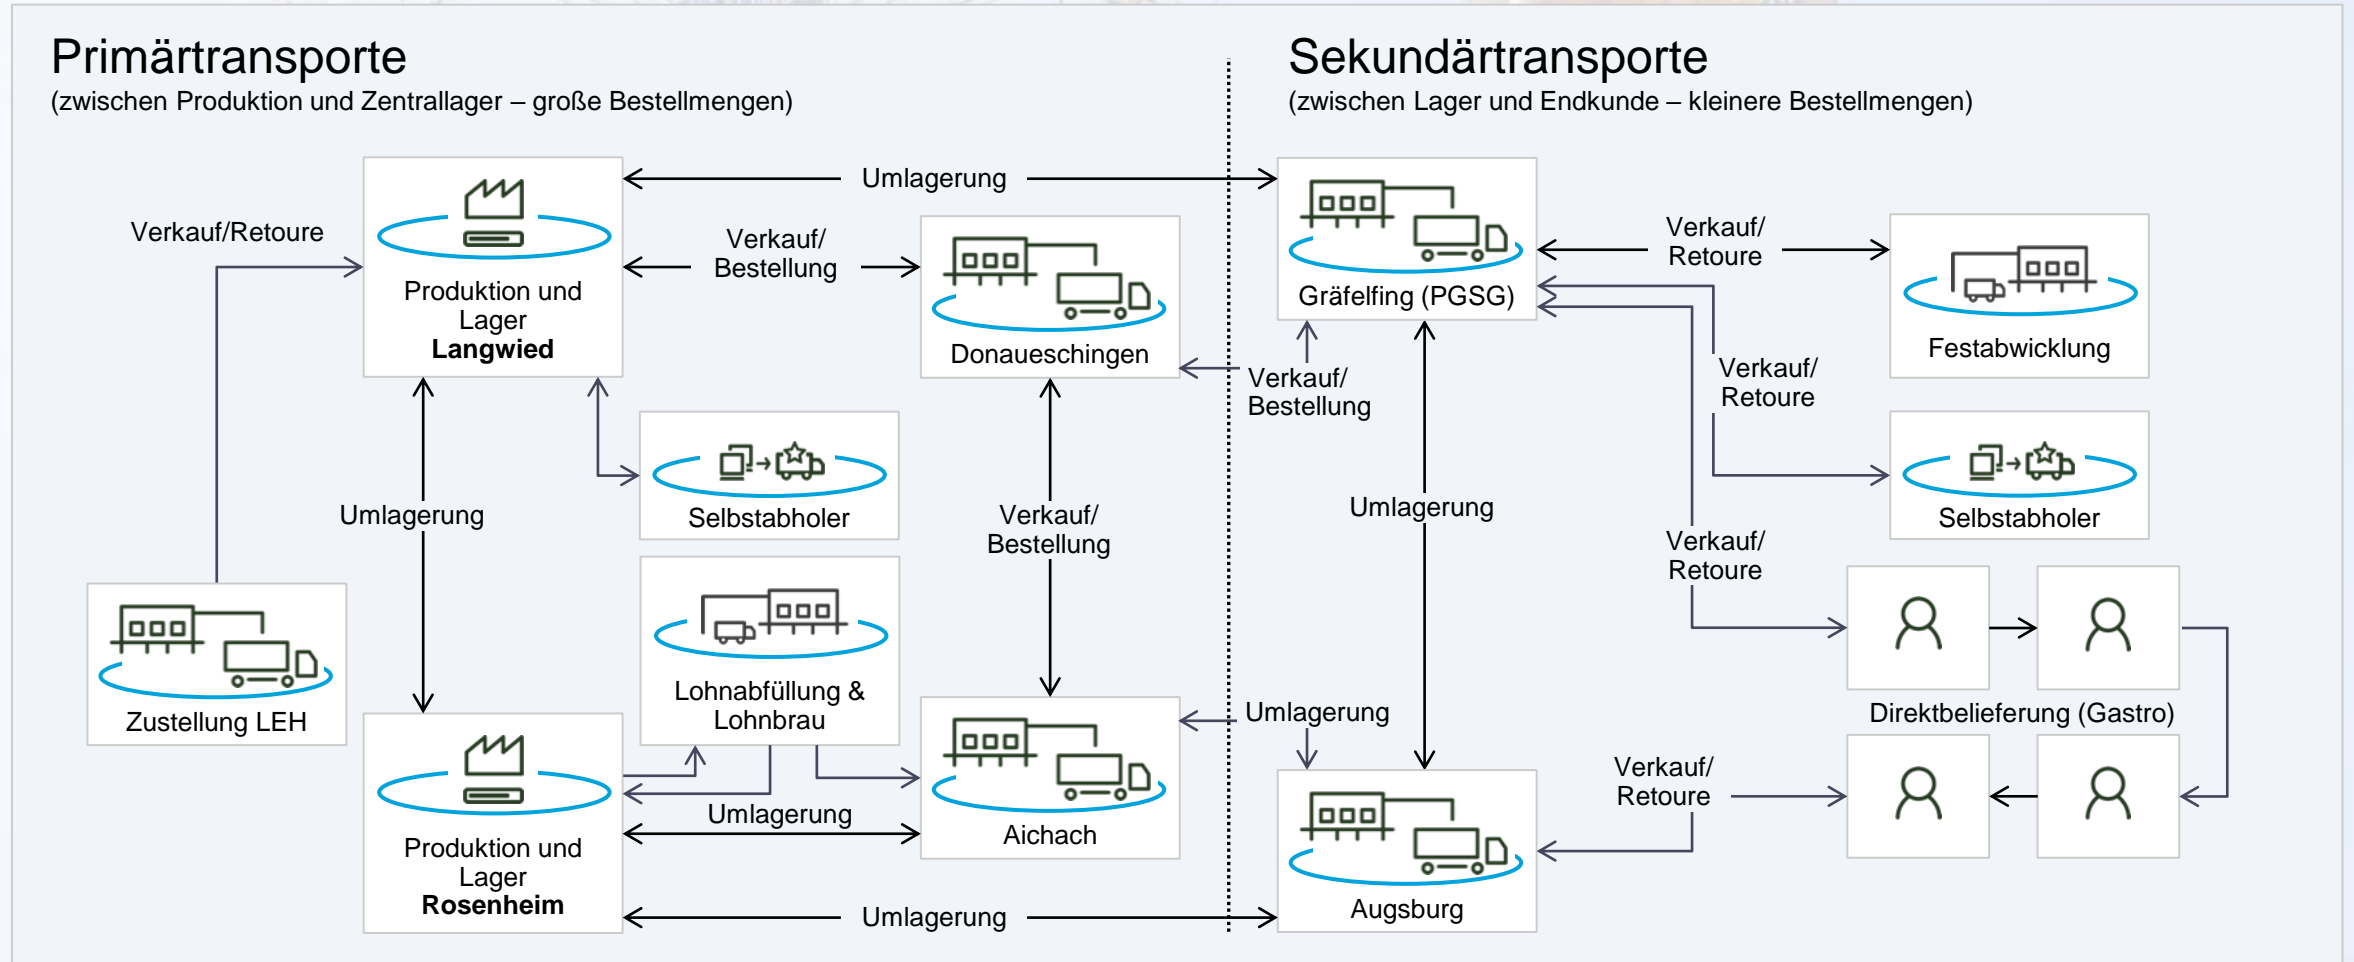 Primärtransporte
(zwischen Produktion und Zentrallager – große Bestellmengen)
Sekundärtransporte
(zwischen Lager und Endkunde – kleinere Bestellmengen)
Verkauf/Retoure
Produktion und
Lager
Langwied
Umlagerung
Verkauf/
Bestellung
Donaueschingen
Selbstabholer
Umlagerung
Verkauf/
Bestellung
Zustellung LEH
Lohnabfüllung &
Lohnbrau
Produktion und
Lager
Rosenheim
Umlagerung
Aichach
Umlagerung
Gräfelfing (PGSG)
Verkauf/
Bestellung
Verkauf/
Retoure
Festabwicklung
Verkauf/
Retoure
Selbstabholer
Umlagerung
Verkauf/
Retoure
Direktbelieferung (Gastro)
Umlagerung
Verkauf/
Retoure
Augsburg